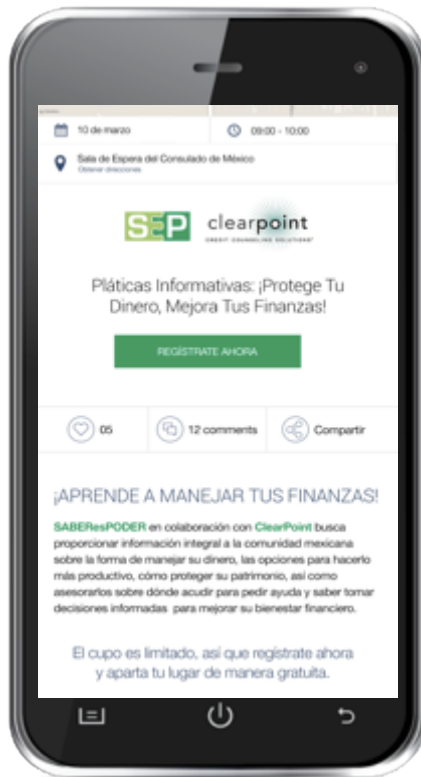 10 de marzo
09:00 - 10:00
Sala de Espera del Consulado de México
Obtener direcciones
SEP
clearpoint
CREDIT COUNSELING SOLUTIONS
Pláticas Informativas: ¡Protege Tu
Dinero, Mejora Tus Finanzas!
REGÍSTRATE AHORA
05
12 comments
Compartir
¡APRENDE A MANEJAR TUS FINANZAS!
SABEResPODER en colaboración con ClearPoint busca
proporcionar información integral a la comunidad mexicana
sobre la forma de manejar su dinero, las opciones para hacerlo
más productivo, cómo proteger su patrimonio, así como
asesorarlos sobre dónde acudir para pedir ayuda y saber tomar
decisiones informadas para mejorar su bienestar financiero.
El cupo es limitado, así que regístrate ahora
y aparta tu lugar de manera gratuita.